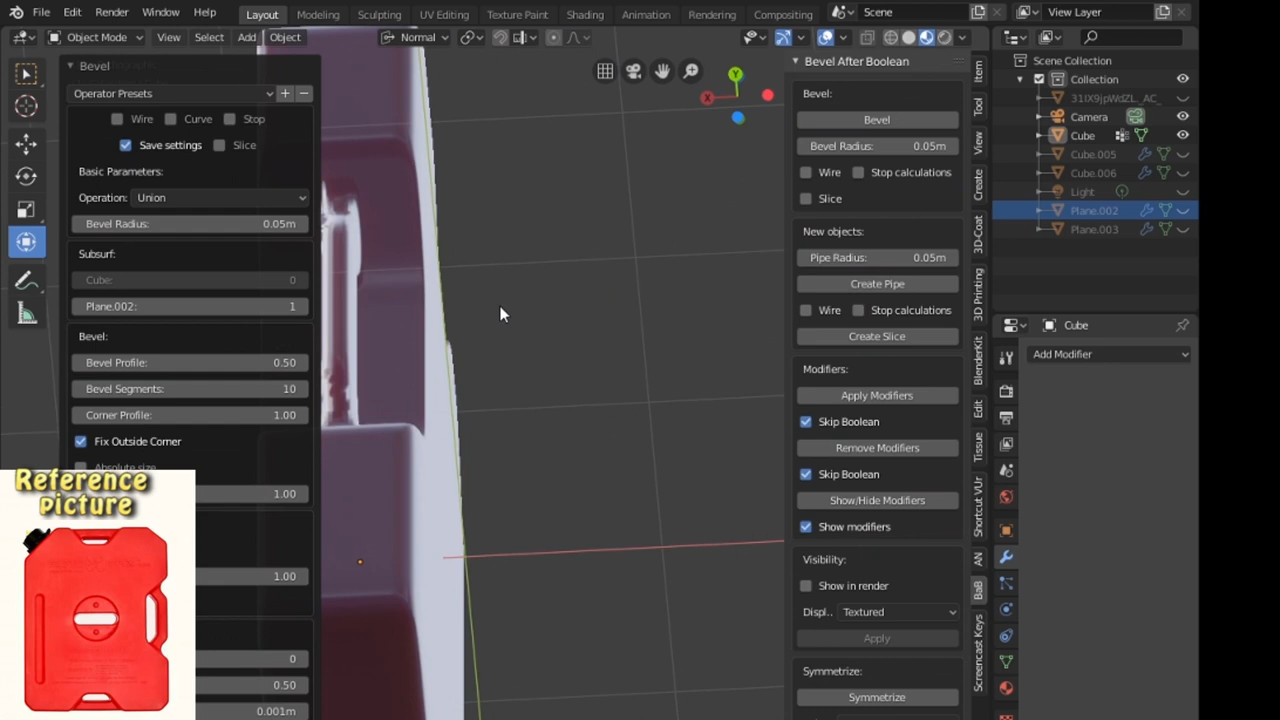 File Edit Render Window Help Layout Modeling Sculpting UV Editing Texture Paint Shading Animation Rendering Compositing Scene View Layer
Object Mode View Select Add Object Normal
Bevel
Operator Presets
Wire Curve Stop
Save settings Slice
Basic Parameters:
Operation: Union
Bevel Radius: 0.05m
Subsurf:
Cube: 0
Plane.002: 1
Bevel:
Bevel Profile: 0.50
Bevel Segments: 10
Corner Profile: 1.00
Fix Outside Corner
Absolute size
1.00
1.00
0
0.50
0.001m
Reference
picture
Y
X
Bevel After Boolean
Bevel:
Bevel
Bevel Radius: 0.05m
Wire Stop calculations
Slice
New objects:
Pipe Radius: 0.05m
Create Pipe
Wire Stop calculations
Create Slice
Modifiers:
Apply Modifiers
Skip Boolean
Remove Modifiers
Skip Boolean
Show/Hide Modifiers
Show modifiers
Visibility:
Show in render
Displ.. Textured
Apply
Symmetrize:
Symmetrize
Item
Tool
View
Create
3D-Coat
3D Printing
BlenderKit
Edit
Tissue
Shortcut VUr
AN
BaB
Screencast Keys
Scene Collection
Collection
31IX9jpWdZL_AC_
Camera
Cube
Cube.005
Cube.006
Light
Plane.002
Plane.003
Cube
Add Modifier